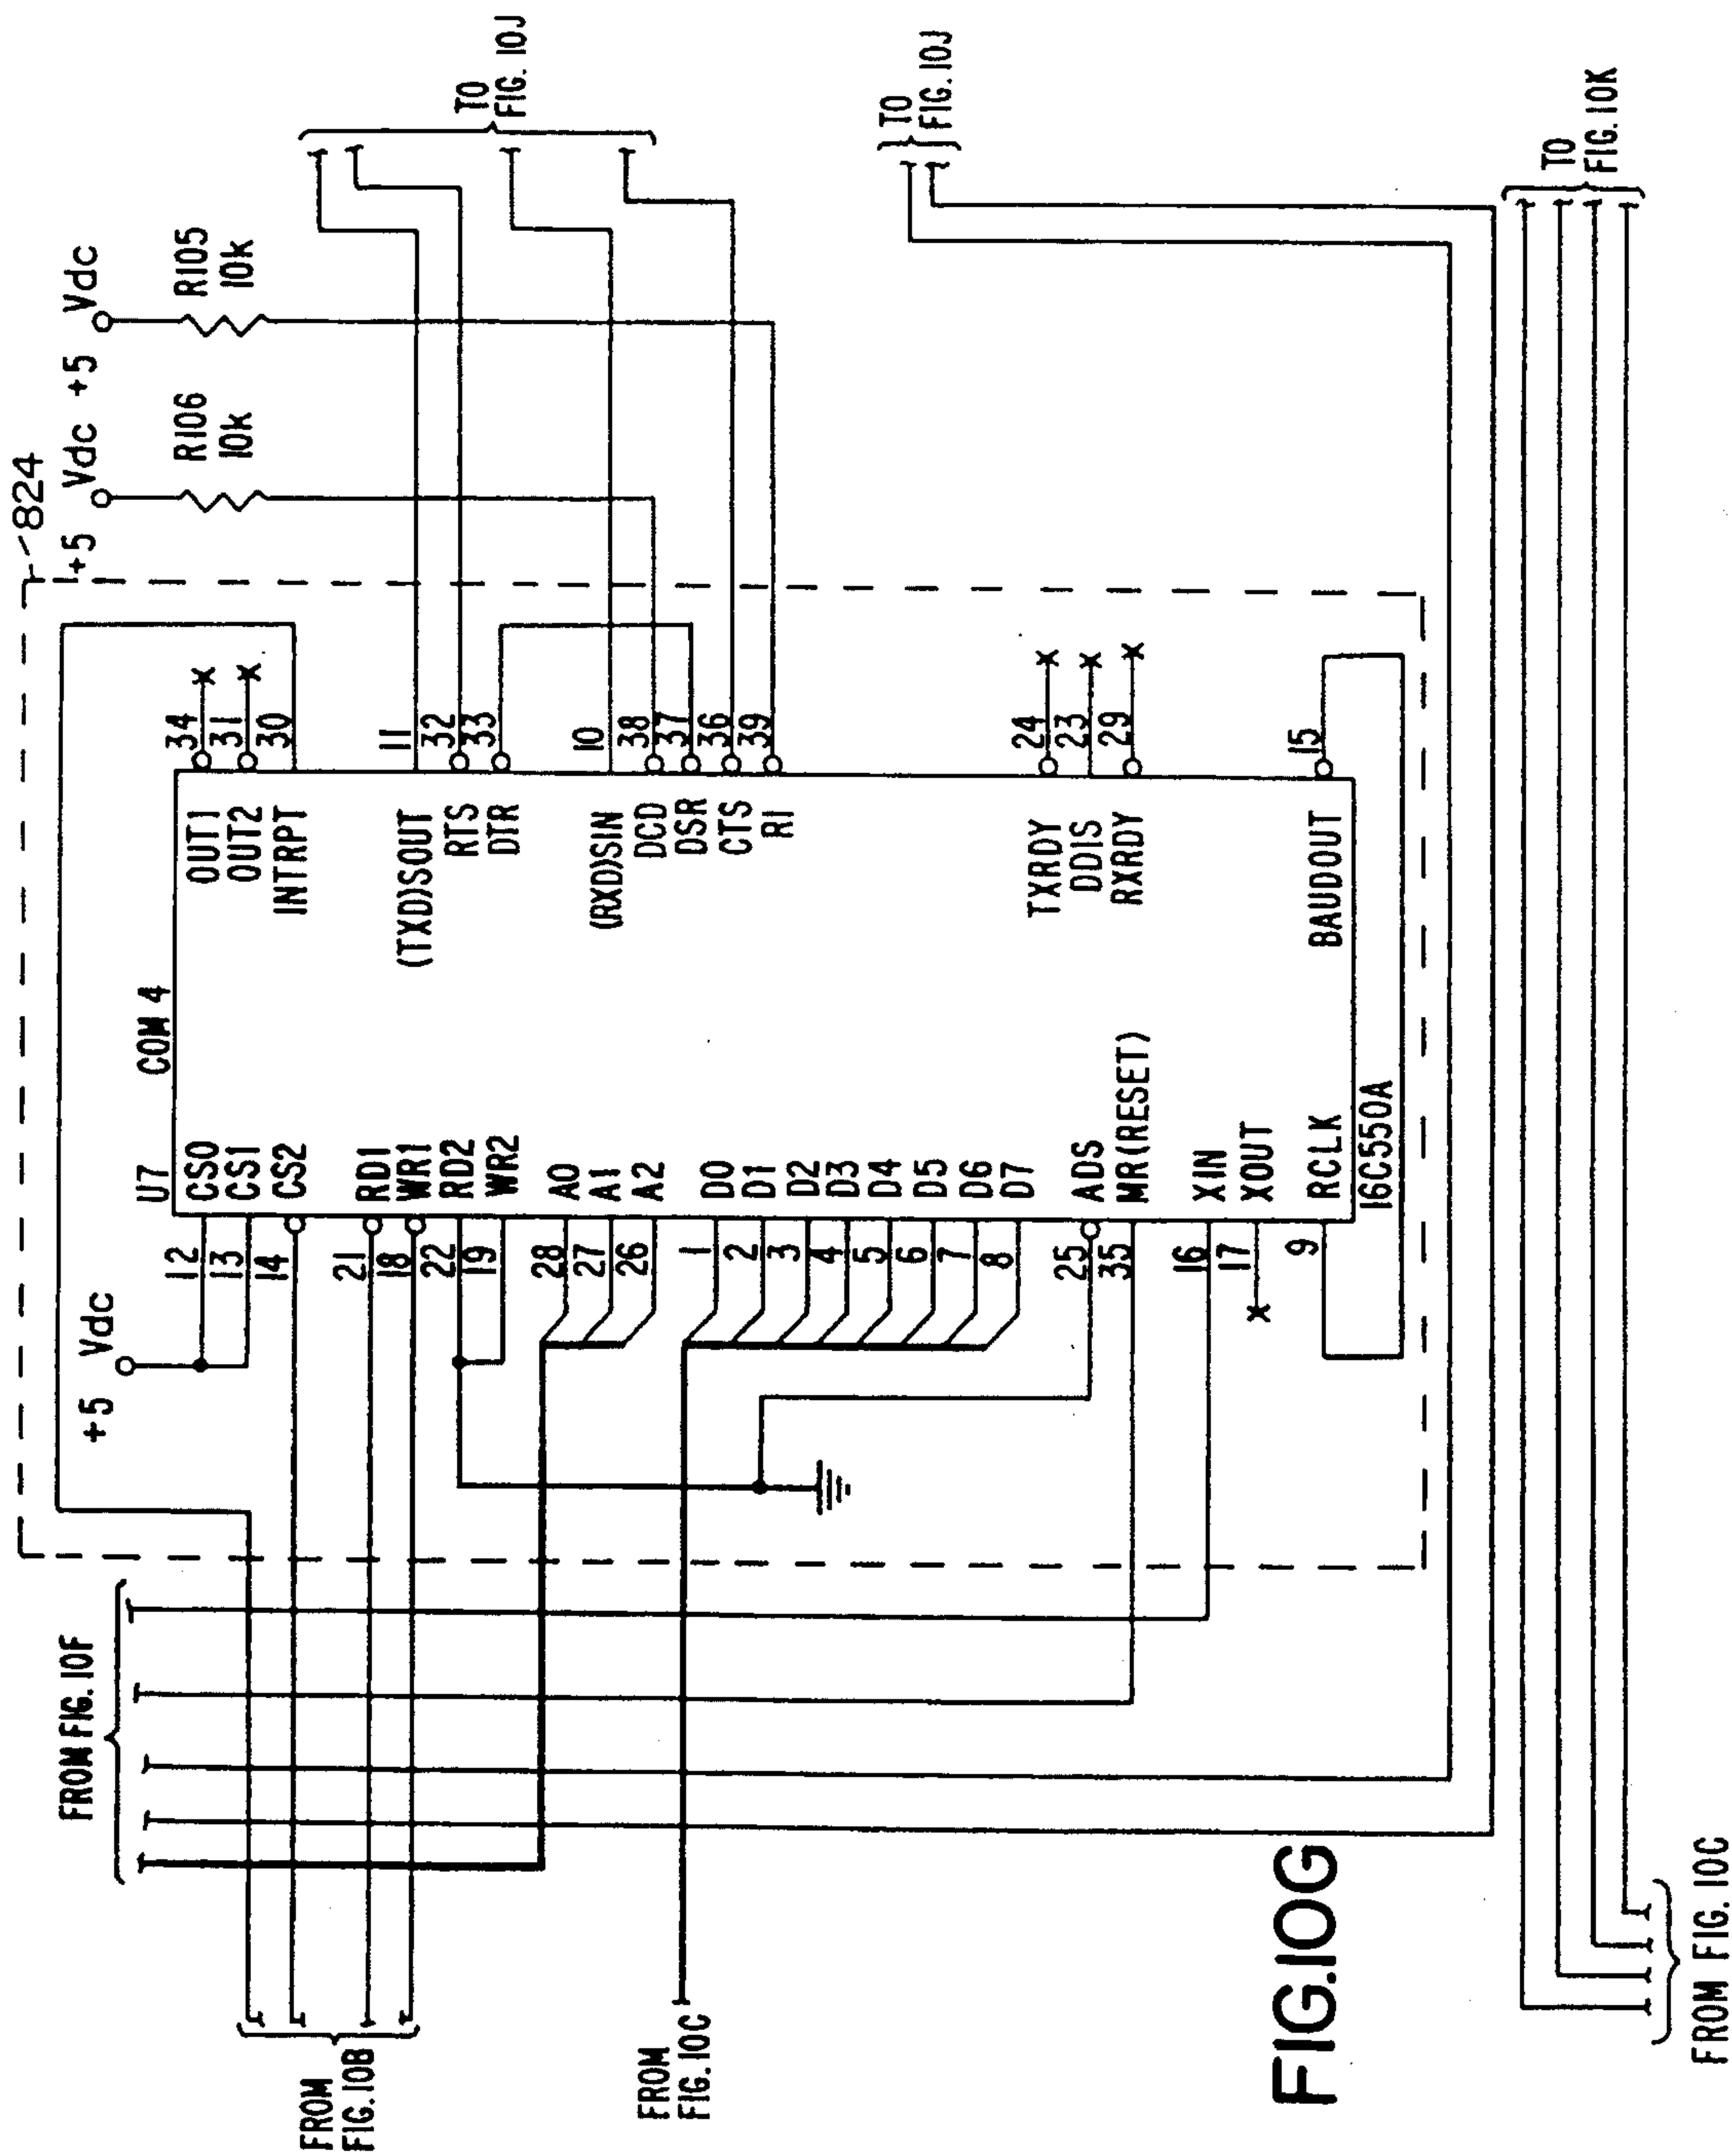 824
+5 Vdc
+5 Vdc
R106
10k
R105
10k
TO
FIG. 10J
FROM FIG. 10F
+5 Vdc
U7
COM 4
12 CS0
13 CS1
14 CS2
21 RD1
18 WR1
22 RD2
19 WR2
28 A0
27 A1
26 A2
1 D0
2 D1
3 D2
4 D3
5 D4
6 D5
7 D6
8 D7
25 ADS
35 MR(RESET)
16 XIN
17 XOUT
9 RCLK
16C550A
OUT1 34
OUT2 31
INTRPT 30
(TXD)SOUT 11
RTS 32
DTR 33
(RXD)SIN 10
DCD 38
DSR 37
CTS 36
RI 39
TXRDY 24
DDIS 23
RXRDY 29
BAUDOUT 15
FROM
FIG. 10B
FROM
FIG. 10C
TO
FIG. 10J
TO
FIG. 10K
FIG.10G
FROM FIG. 10C